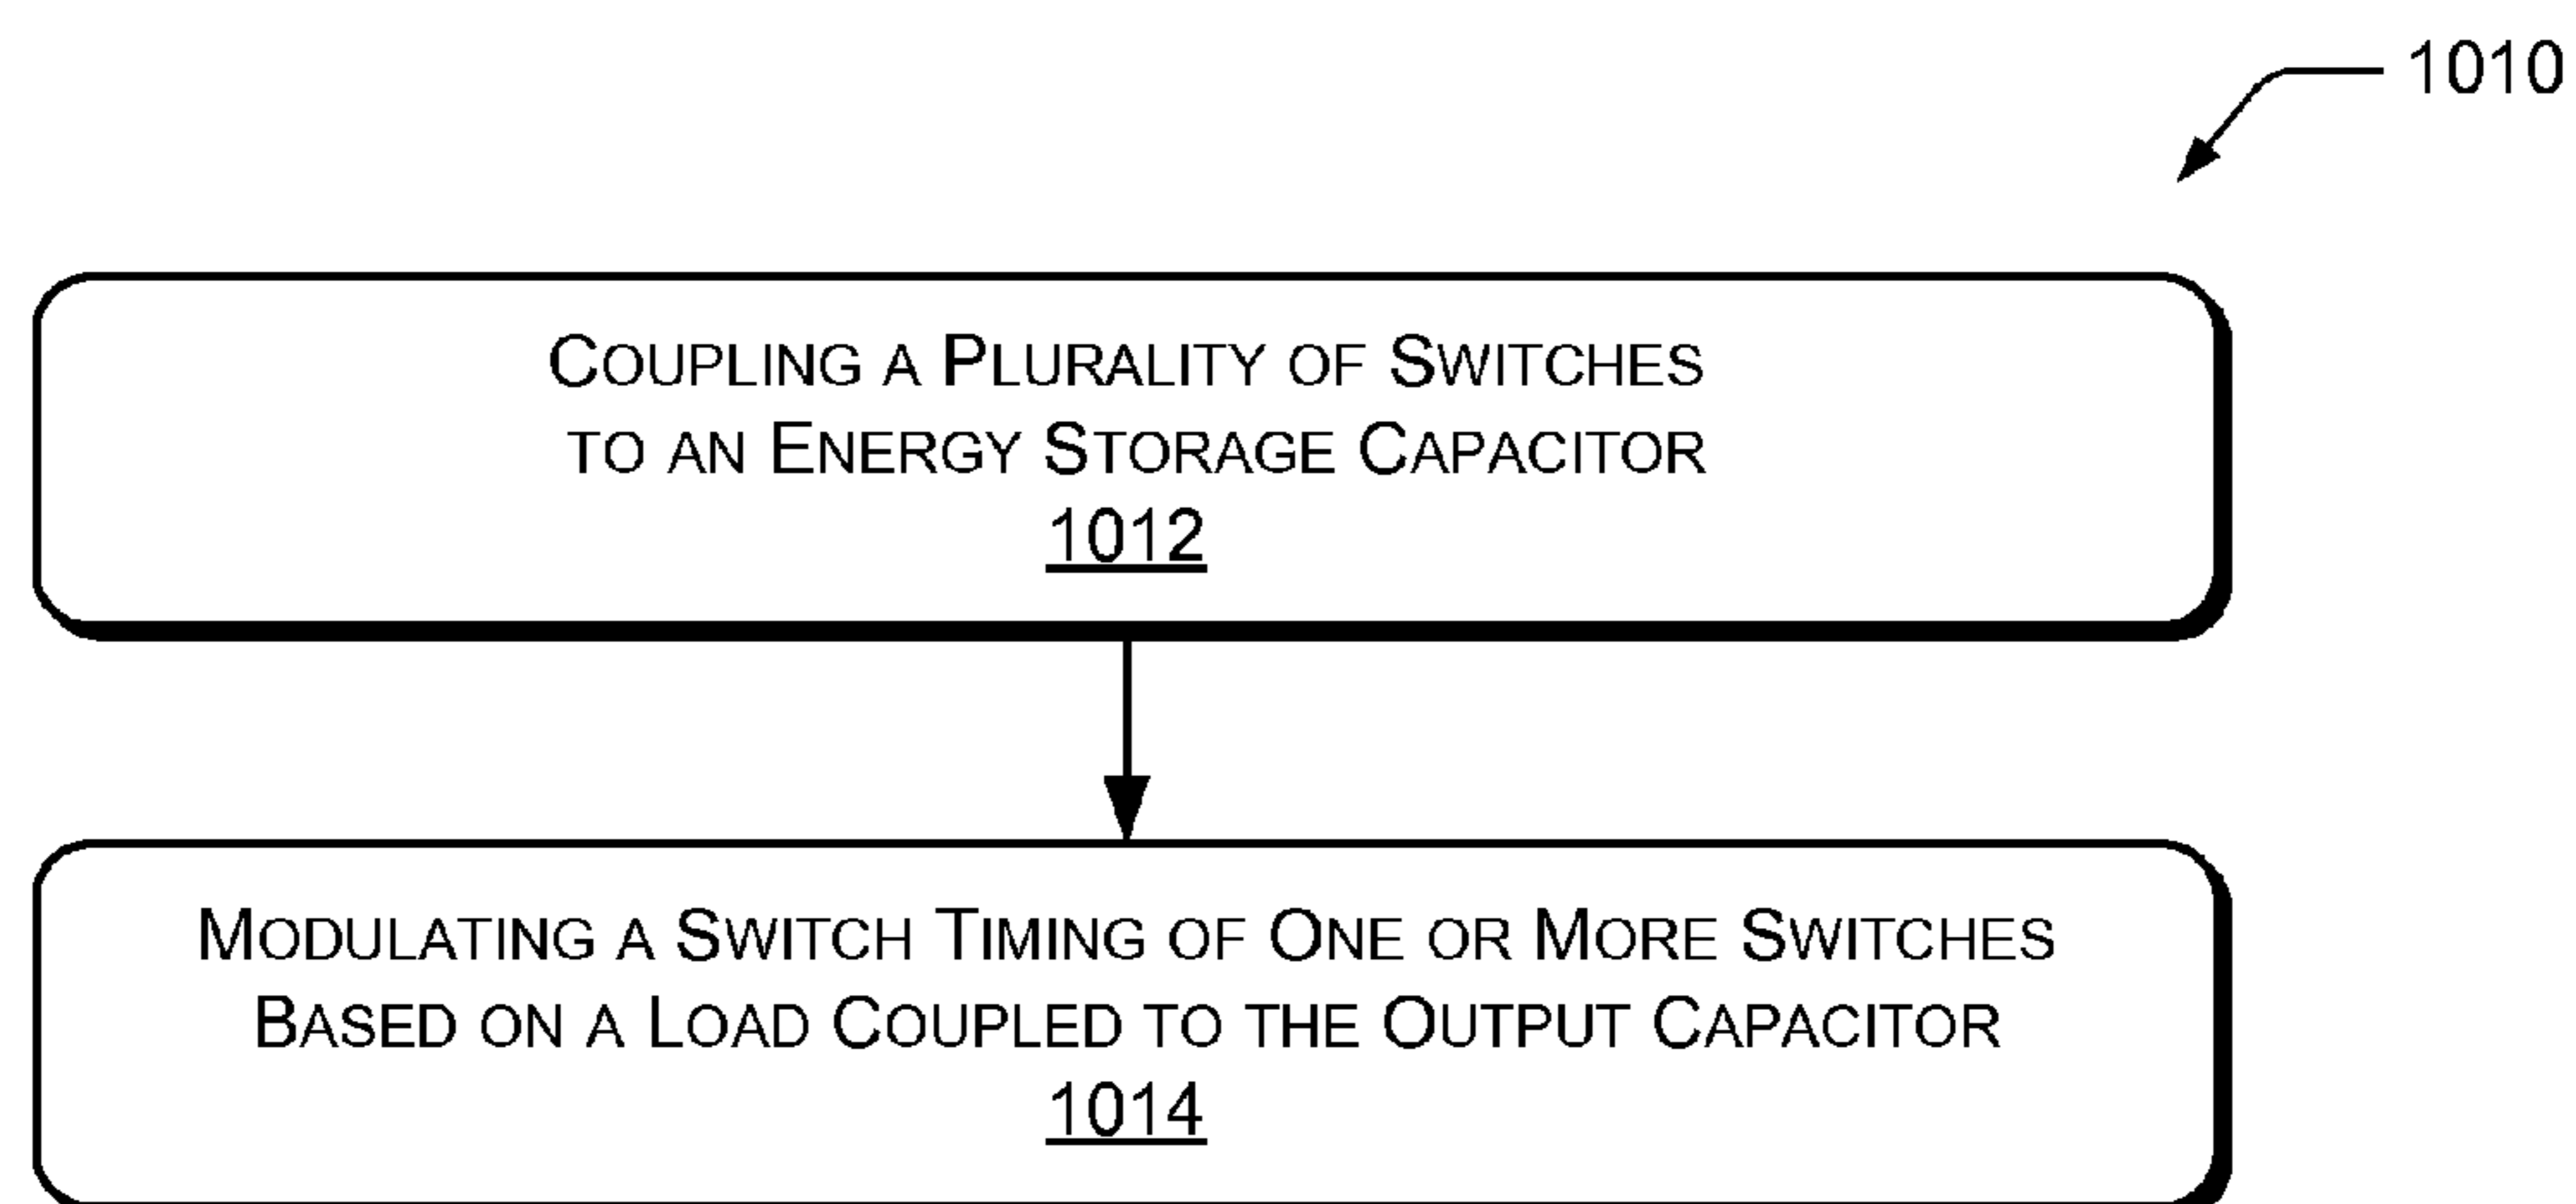 1010
COUPLING A PLURALITY OF SWITCHES
TO AN ENERGY STORAGE CAPACITOR
1012
MODULATING A SWITCH TIMING OF ONE OR MORE SWITCHES
BASED ON A LOAD COUPLED TO THE OUTPUT CAPACITOR
1014